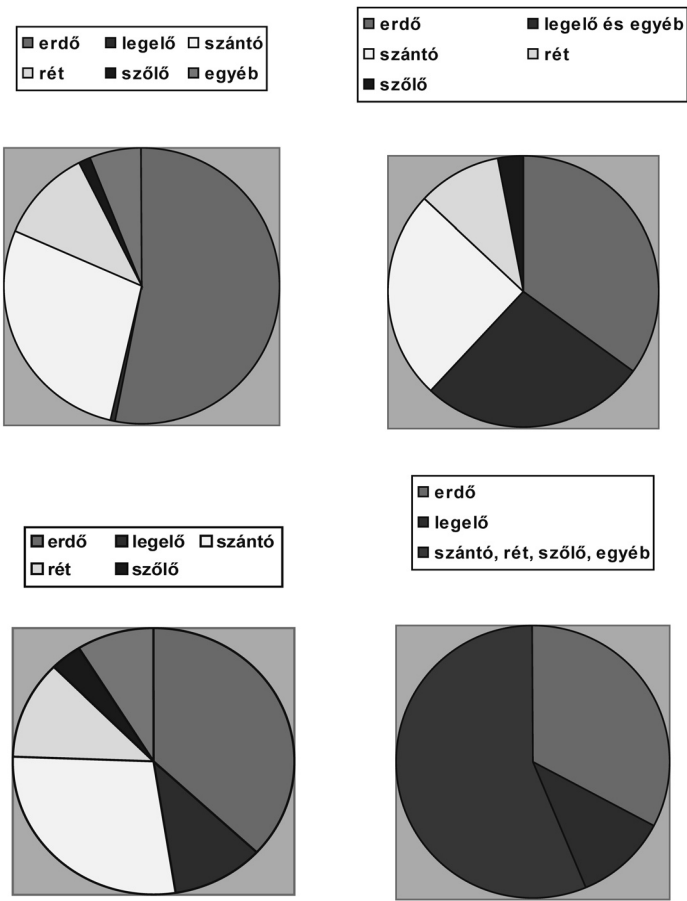 erdő legelő szántó
rét szőlő egyéb
erdő legelő és egyéb
szántó rét
szőlő
erdő legelő szántó
rét szőlő
erdő
legelő
szántó, rét, szőlő, egyéb